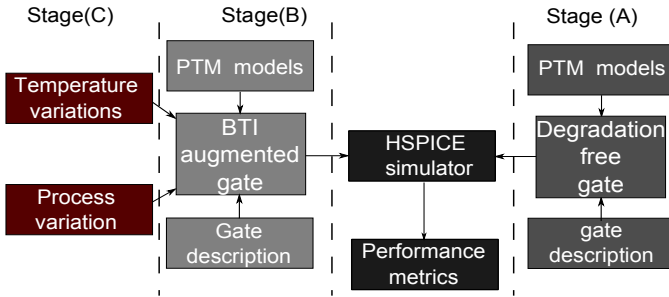 Stage(C)
Stage(B)
Stage (A)
Temperature
variations
Process
variation
PTM models
BTI
augmented
gate
Gate
description
HSPICE
simulator
Performance
metrics
PTM models
Degradation
free
gate
gate
description